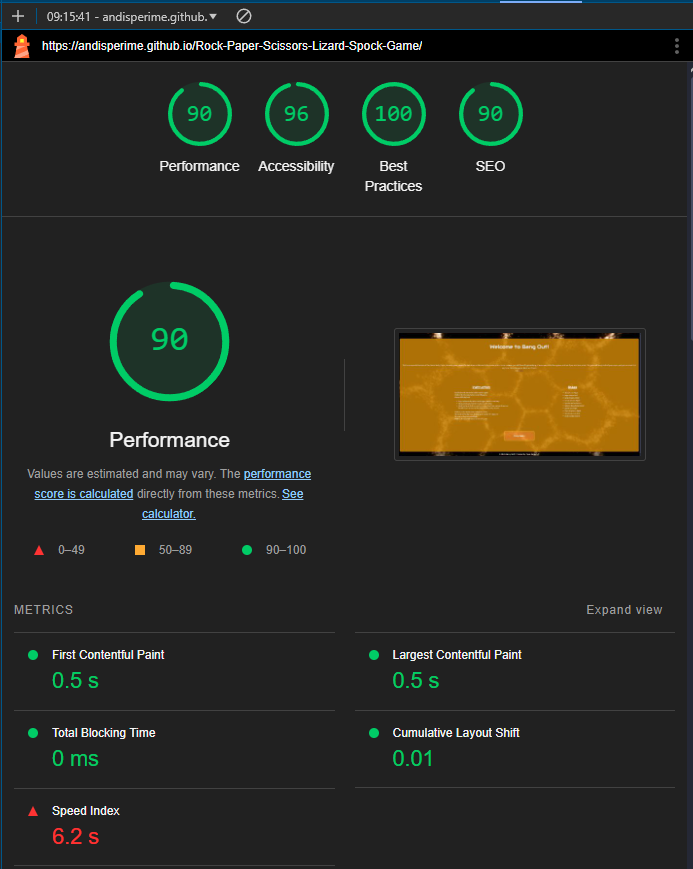 09:15:41 - andisperime.github.
https://andisperime.github.io/Rock-Paper-Scissors-Lizard-Spock-Game/
90
96
100
90
Performance
Accessibility
Best
Practices
SEO
90
Welcome to Bang Out!
Performance
Values are estimated and may vary. The performance
score is calculated directly from these metrics. See
calculator.
0–49
50–89
90–100
METRICS
Expand view
First Contentful Paint
0.5 s
Largest Contentful Paint
0.5 s
Total Blocking Time
0 ms
Cumulative Layout Shift
0.01
Speed Index
6.2 s